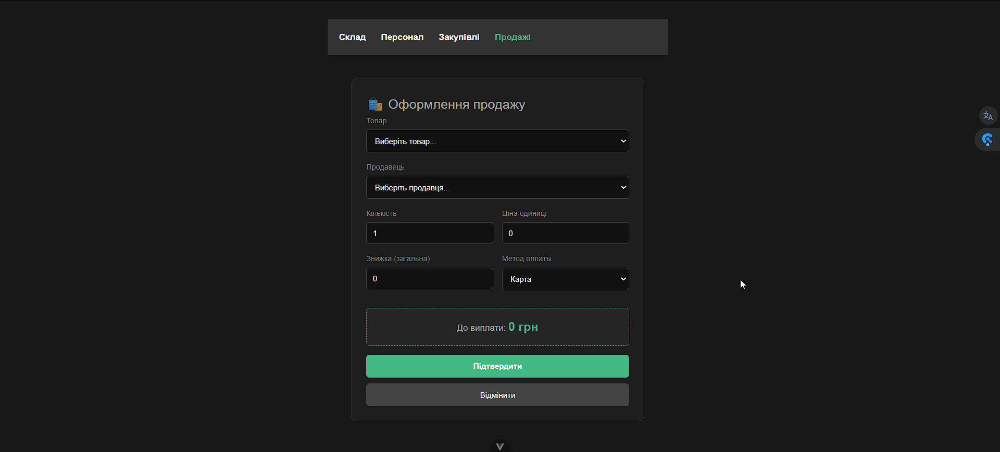 Склад Персонал Закупівлі Продажі
Оформлення продажу
Товар
Виберіть товар...
Продавець
Виберіть продавця...
Кількість Ціна одиниці
1 0
Знижка (загальна) Метод оплаты
0 Карта
До виплати: 0 грн
Підтвердити
Відмінити